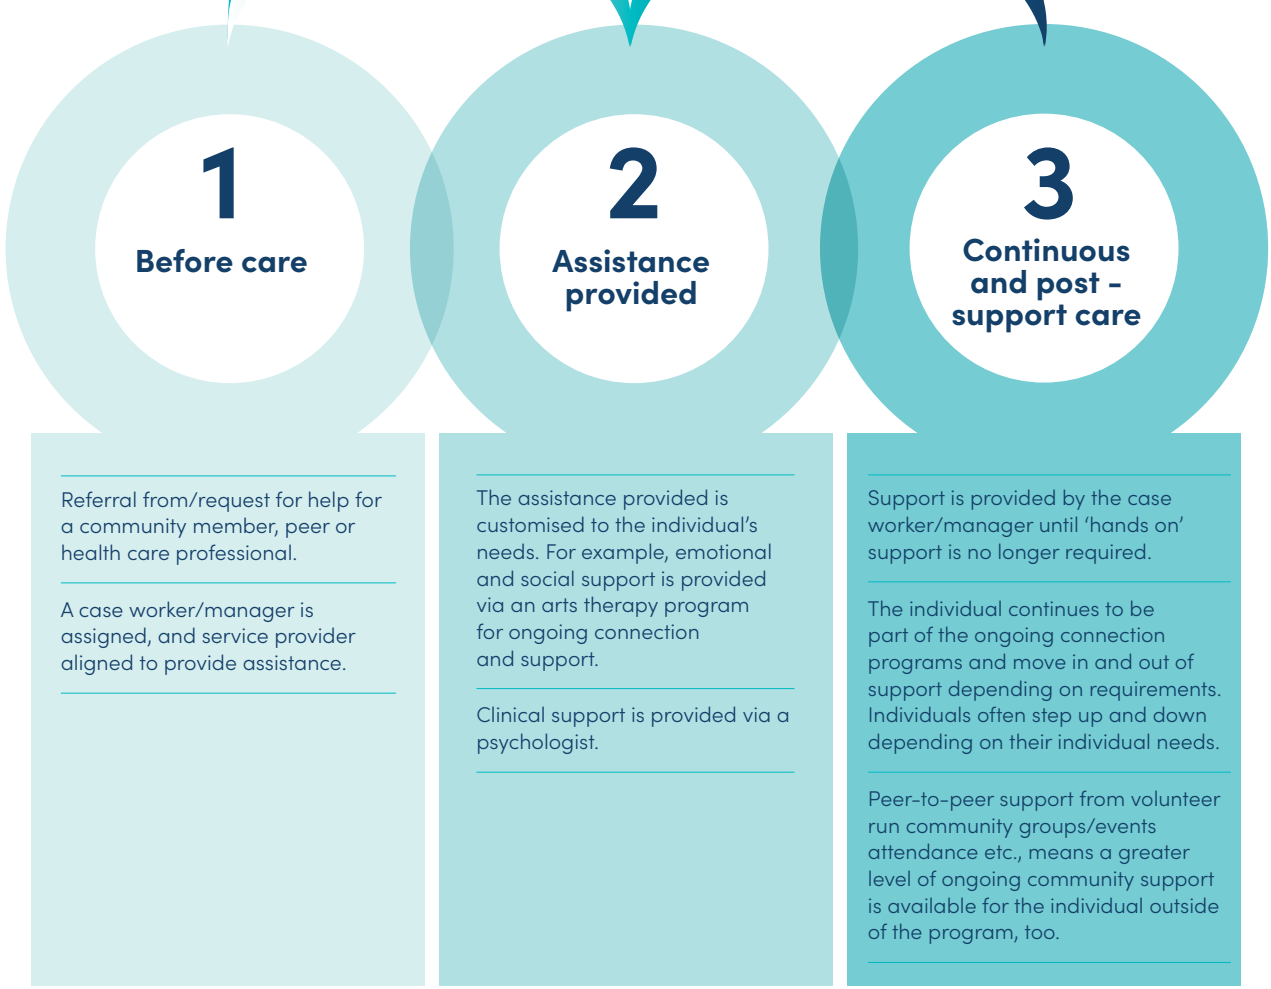 1
Before care
2
Assistance
provided
3
Continuous
and post -
support care
Referral from/request for help for
a community member, peer or
health care professional.
A case worker/manager is
assigned, and service provider
aligned to provide assistance.
The assistance provided is
customised to the individual’s
needs. For example, emotional
and social support is provided
via an arts therapy program
for ongoing connection
and support.
Clinical support is provided via a
psychologist.
Support is provided by the case
worker/manager until ‘hands on’
support is no longer required.
The individual continues to be
part of the ongoing connection
programs and move in and out of
support depending on requirements.
Individuals often step up and down
depending on their individual needs.
Peer-to-peer support from volunteer
run community groups/events
attendance etc., means a greater
level of ongoing community support
is available for the individual outside
of the program, too.